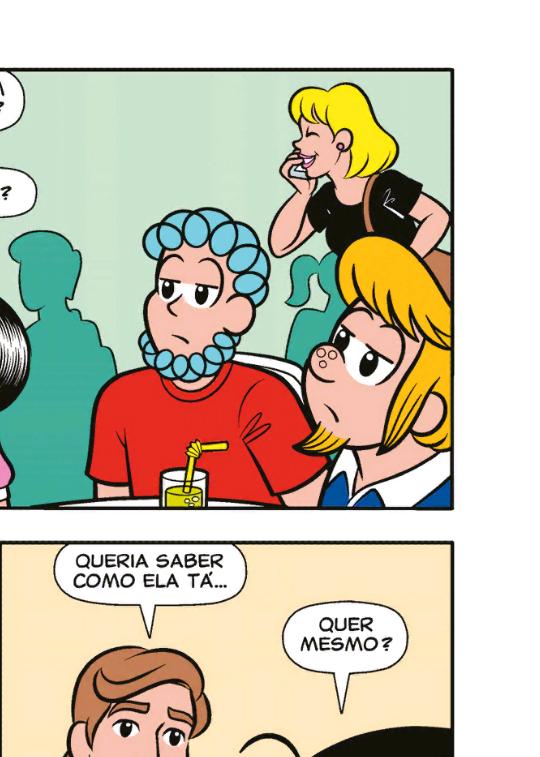 ?
?
QUERIA SABER
COMO ELA TÁ...
QUER
MESMO?